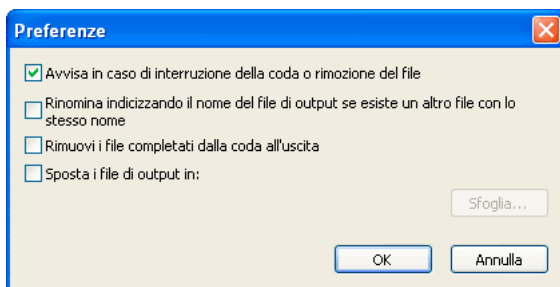 Preferenze
Avvisa in caso di interruzione della coda o rimozione del file
Rinomina indicizzando il nome del file di output se esiste un altro file con lo
stesso nome
Rimuovi i file completati dalla coda all'uscita
Sposta i file di output in:
Sfoglia...
OK
Annulla